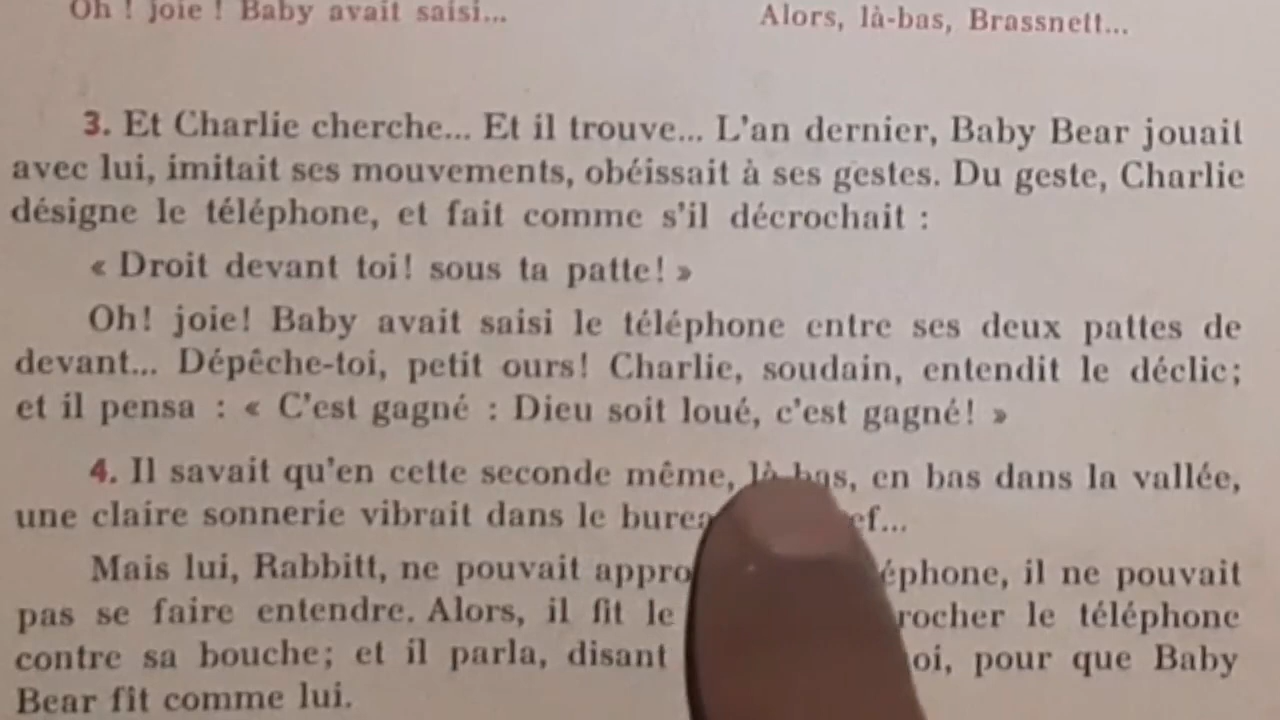 Oh ! joie ! Baby avait saisi...
Alors, là-bas, Brassnett...
3. Et Charlie cherche... Et il trouve... L'an dernier, Baby Bear jouait
avec lui, imitait ses mouvements, obéissait à ses gestes. Du geste, Charlie
désigne le téléphone, et fait comme s'il décrochait :
« Droit devant toi! sous ta patte! »
Oh! joie! Baby avait saisi le téléphone entre ses deux pattes de
devant... Dépêche-toi, petit ours! Charlie, soudain, entendit le déclic;
et il pensa : « C'est gagné : Dieu soit loué, c'est gagné! »
4. Il savait qu'en cette seconde même, là-bas, en bas dans la vallée,
une claire sonnerie vibrait dans le
Mais lui, Rabbitt, ne pouvait il ne pouvait
pas se faire entendre. Alors, il fit le le téléphone
contre sa bouche; et il parla, disant pour que Baby
Bear fît comme lui.